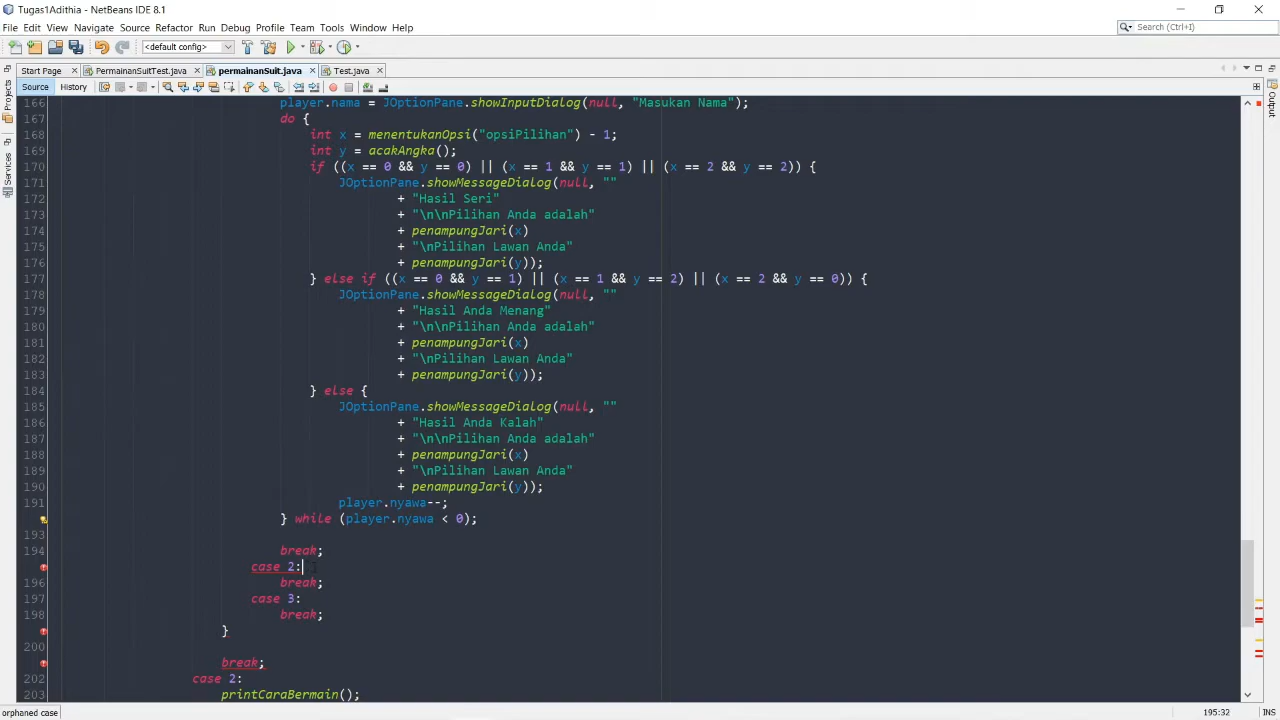 Tugas1Adithia - NetBeans IDE 8.1
File Edit View Navigate Source Refactor Run Debug Profile Team Tools Window Help
Search (Ctrl+I)
<default config>
Start Page PermainanSuitTest.java permainanSuit.java Test.java
Source History
Projects
Services
Output
166 player.nama = JOptionPane.showInputDialog(null, "Masukan Nama");
167 do {
168 int x = menentukanOpsi("opsiPilihan") - 1;
169 int y = acakAngka();
170 if ((x == 0 && y == 0) || (x == 1 && y == 1) || (x == 2 && y == 2)) {
171 JOptionPane.showMessageDialog(null, ""
172 + "Hasil Seri"
173 + "\n\nPilihan Anda adalah"
174 + penampungJari(x)
175 + "\nPilihan Lawan Anda"
176 + penampungJari(y));
177 } else if ((x == 0 && y == 1) || (x == 1 && y == 2) || (x == 2 && y == 0)) {
178 JOptionPane.showMessageDialog(null, ""
179 + "Hasil Anda Menang"
180 + "\n\nPilihan Anda adalah"
181 + penampungJari(x)
182 + "\nPilihan Lawan Anda"
183 + penampungJari(y));
184 } else {
185 JOptionPane.showMessageDialog(null, ""
186 + "Hasil Anda Kalah"
187 + "\n\nPilihan Anda adalah"
188 + penampungJari(x)
189 + "\nPilihan Lawan Anda"
190 + penampungJari(y));
191 player.nyawa--;
} while (player.nyawa < 0);
193
194 break;
case 2:
196 break;
197 case 3:
198 break;
}
200
break;
202 case 2:
203 printCaraBermain();
orphaned case
195:32
INS